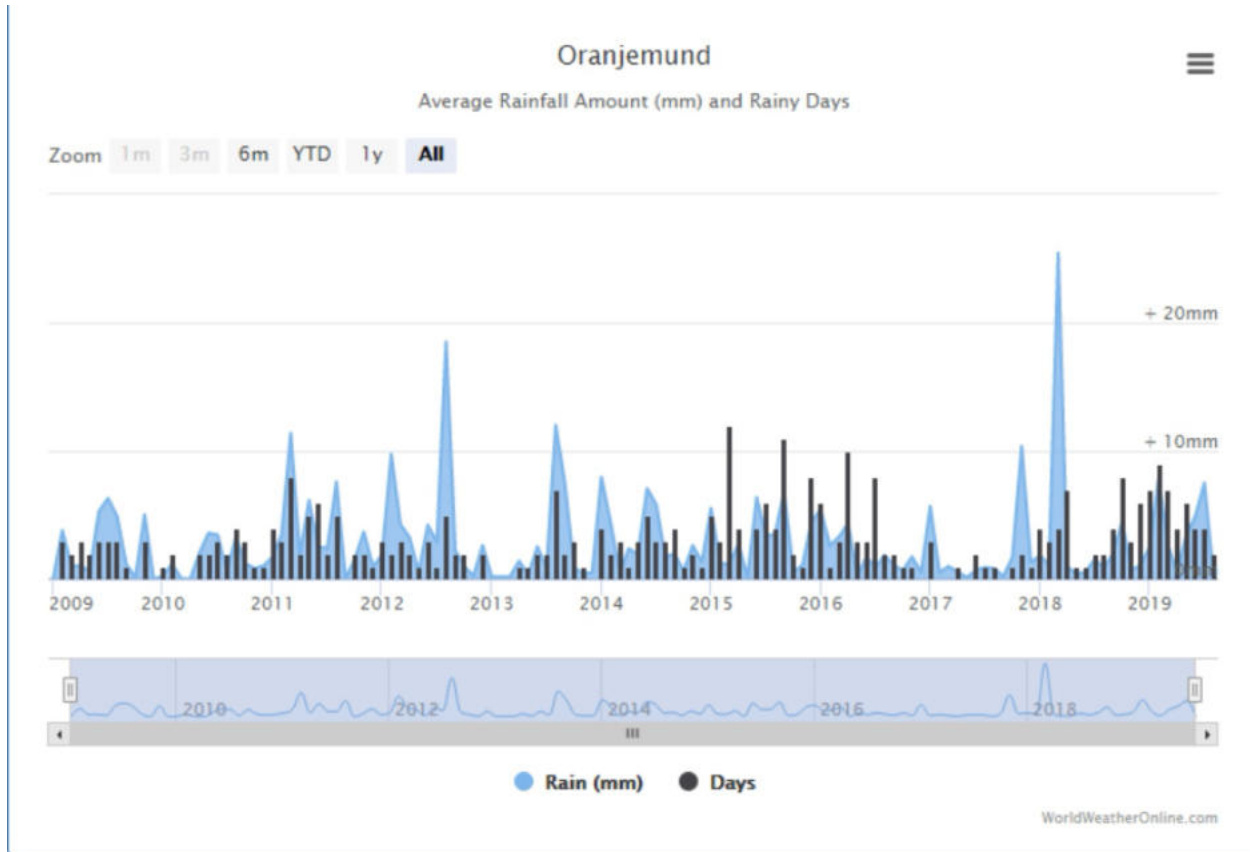 Oranjemund
Average Rainfall Amount (mm) and Rainy Days
Zoom 1m 3m 6m YTD 1y All
+ 20mm
+ 10mm
2009 2010 2011 2012 2013 2014 2015 2016 2017 2018 2019
2010 2012 2014 2016 2018
Rain (mm) Days
WorldWeatherOnline.com